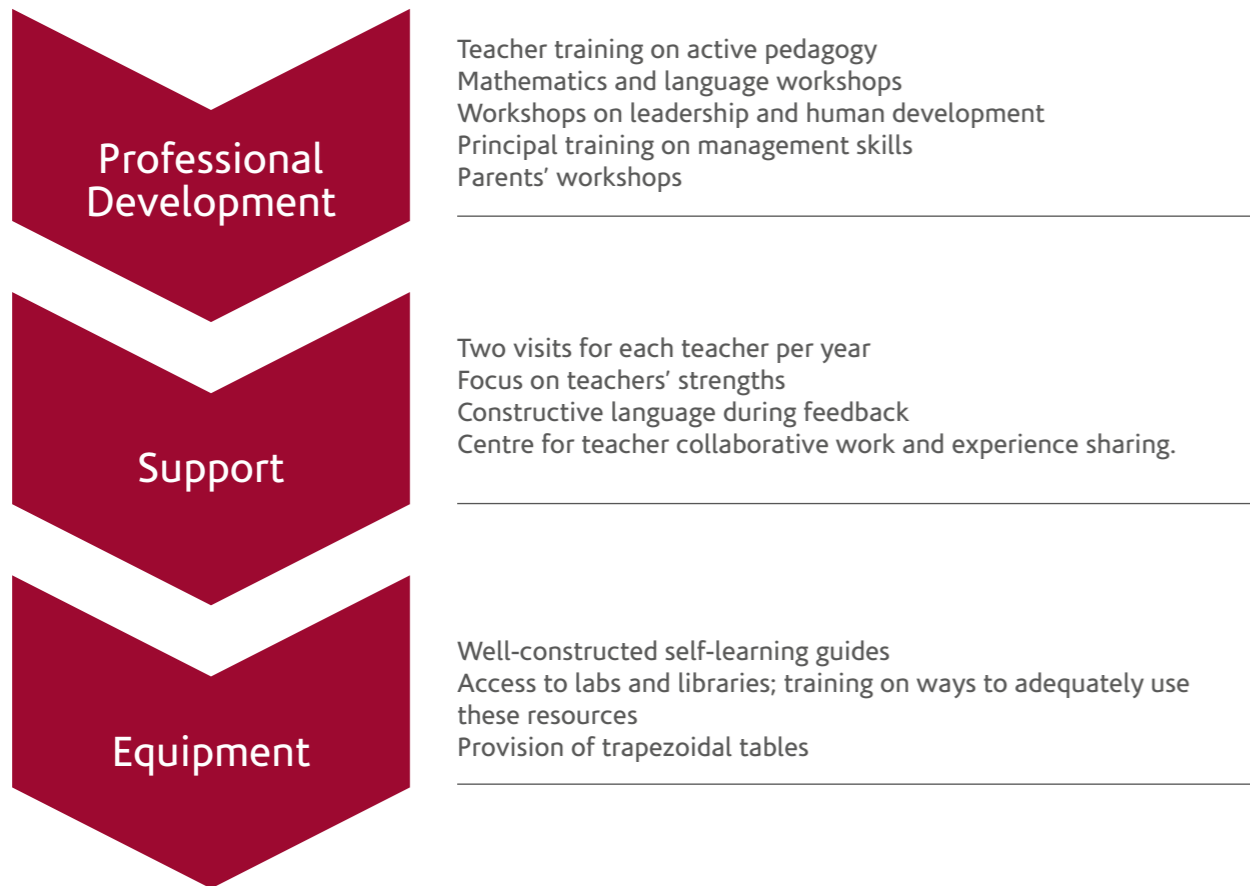 Professional
Development
Teacher training on active pedagogy
Mathematics and language workshops
Workshops on leadership and human development
Principal training on management skills
Parents’ workshops
Support
Two visits for each teacher per year
Focus on teachers’ strengths
Constructive language during feedback
Centre for teacher collaborative work and experience sharing.
Equipment
Well-constructed self-learning guides
Access to labs and libraries; training on ways to adequately use
these resources
Provision of trapezoidal tables